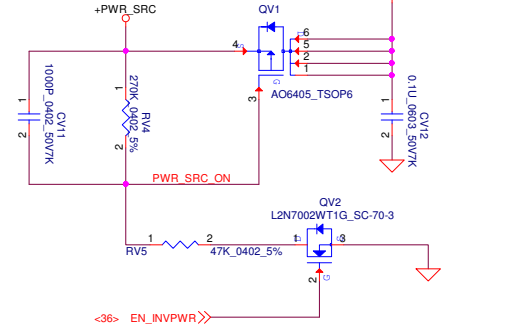 +PWR_SRC
QV1
4
S
D
6
5
2
1
G
3
AO6405_TSOP6
1
2
1000P_0402_50V7K
CV11
1
2
270K_0402_5%
RV4
1
2
0.1U_0603_50V7K
CV12
PWR_SRC_ON
QV2
L2N7002WT1G_SC-70-3
RV5
1
2
47K_0402_5%
1
D
S
3
2
G
<36> EN_INVPWR